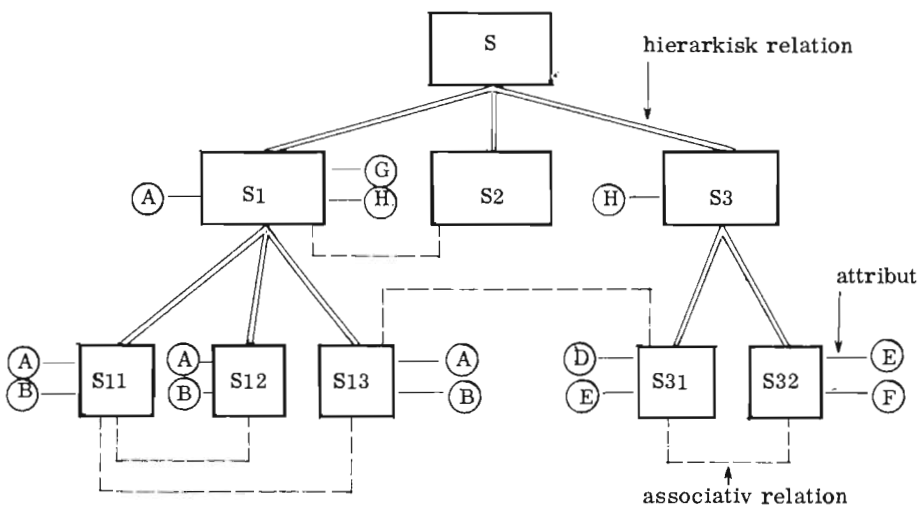 S
hierarkisk relation
A
S1
G
H
S2
H
S3
attribut
A
B
S11
A
B
S12
S13
A
B
D
E
S31
S32
E
F
associativ relation